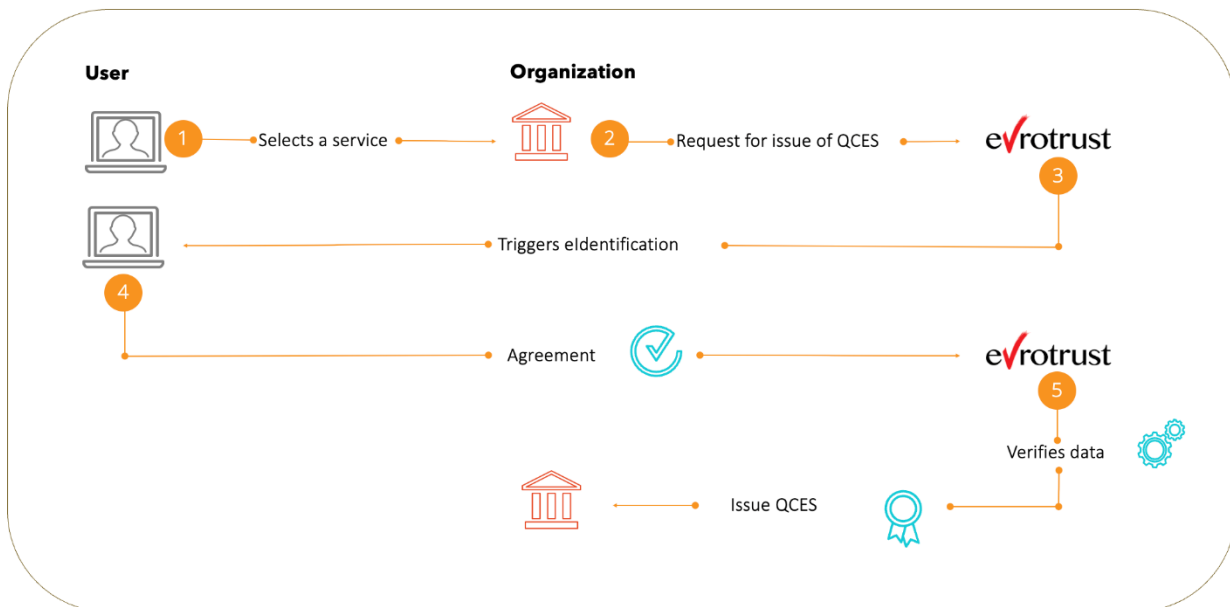 User
Organization
1
Selects a service
2
Request for issue of QCES
evrotrust
3
Triggers eIdentification
4
Agreement
evrotrust
5
Verifies data
Issue QCES